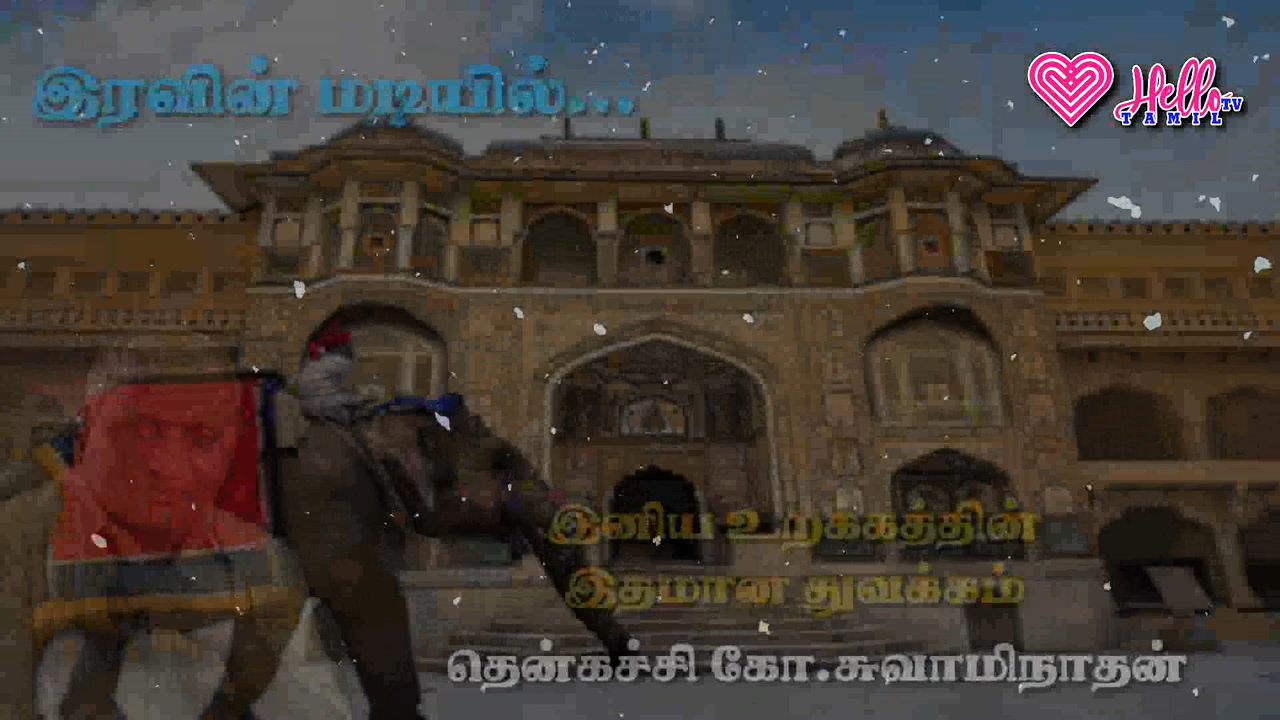 இரவின் மடியில்...
Hello TV
TAMIL
இனிய உறக்கத்தின்
இதமான துவக்கம்
தென்கச்சி கோ.சுவாமிநாதன்